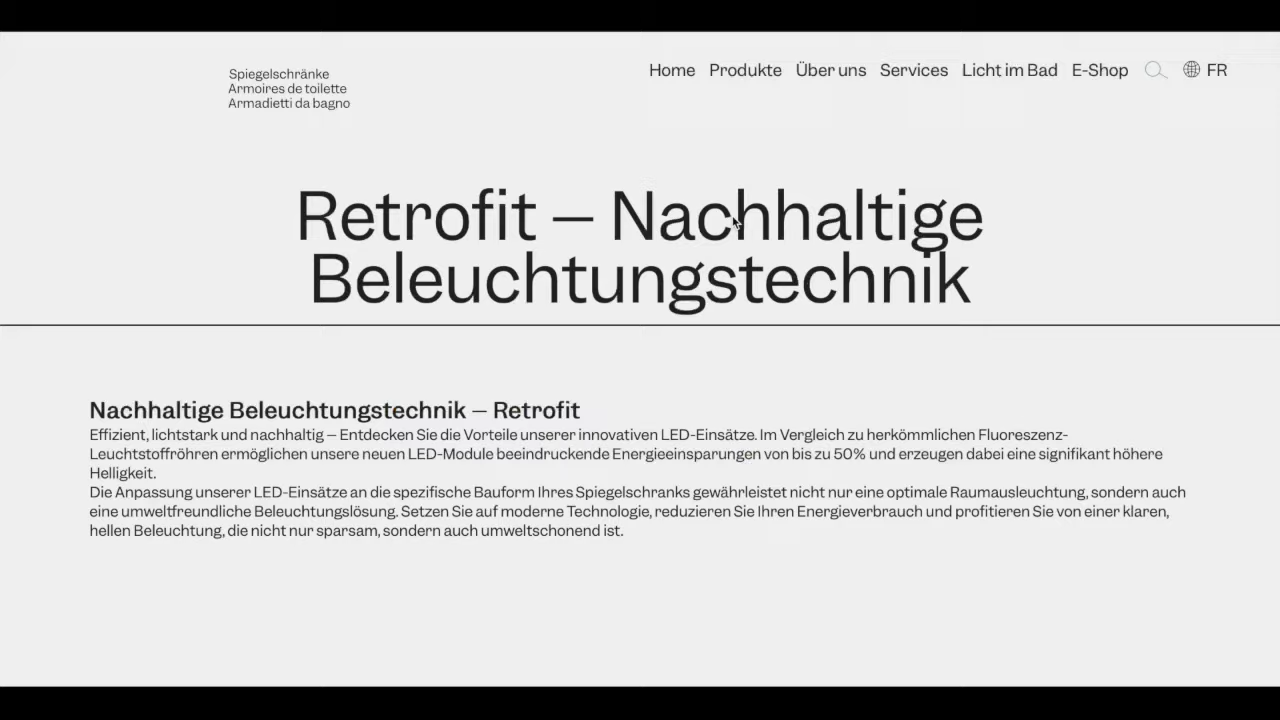 Spiegelschränke
Armoires de toilette
Armadietti da bagno
Home Produkte Über uns Services Licht im Bad E-Shop FR
Retrofit – Nachhaltige
Beleuchtungstechnik
Nachhaltige Beleuchtungstechnik – Retrofit
Effizient, lichtstark und nachhaltig – Entdecken Sie die Vorteile unserer innovativen LED-Einsätze. Im Vergleich zu herkömmlichen Fluoreszenz-
Leuchtstoffröhren ermöglichen unsere neuen LED-Module beeindruckende Energieeinsparungen von bis zu 50% und erzeugen dabei eine signifikant höhere
Helligkeit.
Die Anpassung unserer LED-Einsätze an die spezifische Bauform Ihres Spiegelschranks gewährleistet nicht nur eine optimale Raumausleuchtung, sondern auch
eine umweltfreundliche Beleuchtungslösung. Setzen Sie auf moderne Technologie, reduzieren Sie Ihren Energieverbrauch und profitieren Sie von einer klaren,
hellen Beleuchtung, die nicht nur sparsam, sondern auch umweltschonend ist.